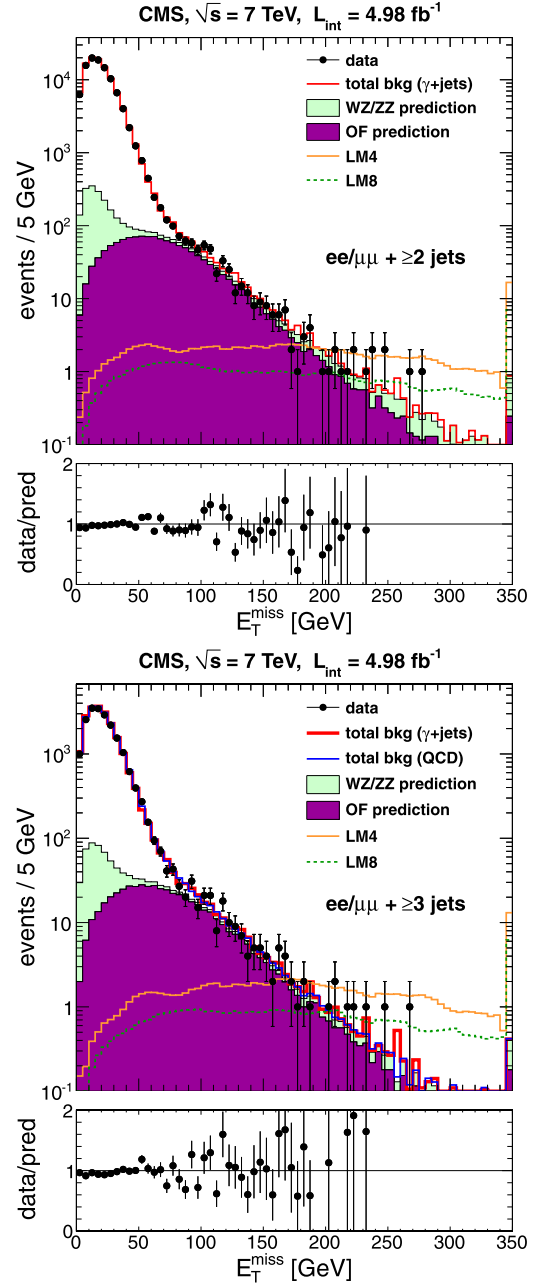 CMS, √s = 7 TeV, L_int = 4.98 fb⁻¹
10⁴
10³
10²
10
1
10⁻¹
events / 5 GeV
data
total bkg (γ+jets)
WZ/ZZ prediction
OF prediction
LM4
LM8
ee/μμ + ≥2 jets
2
1
0
data/pred
0 50 100 150 200 250 300 350
E_T^miss [GeV]
CMS, √s = 7 TeV, L_int = 4.98 fb⁻¹
10³
10²
10
1
10⁻¹
events / 5 GeV
data
total bkg (γ+jets)
total bkg (QCD)
WZ/ZZ prediction
OF prediction
LM4
LM8
ee/μμ + ≥3 jets
2
1
0
data/pred
0 50 100 150 200 250 300 350
E_T^miss [GeV]